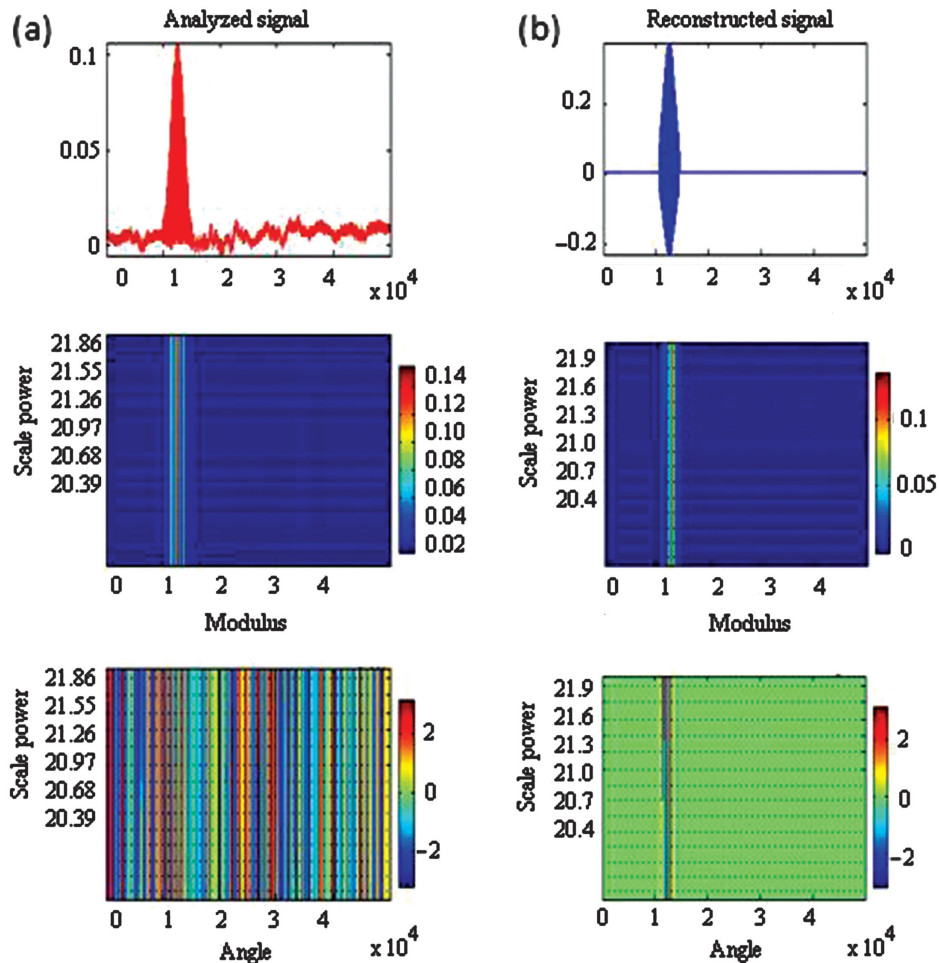 (a)
Analyzed signal
0.1
0.05
0
0 1 2 3 4
x 10^4
(b)
Reconstructed signal
0.2
0
−0.2
0 1 2 3 4
x 10^4
Scale power
21.86
21.55
21.26
20.97
20.68
20.39
0 1 2 3 4
0.14
0.12
0.10
0.08
0.06
0.04
0.02
Modulus
Scale power
21.9
21.6
21.3
21.0
20.7
20.4
0 1 2 3 4
0.1
0.05
0
Modulus
Scale power
21.86
21.55
21.26
20.97
20.68
20.39
0 1 2 3 4
x 10^4
Angle
2
0
−2
Scale power
21.9
21.6
21.3
21.0
20.7
20.4
0 1 2 3 4
x 10^4
Angle
2
0
−2